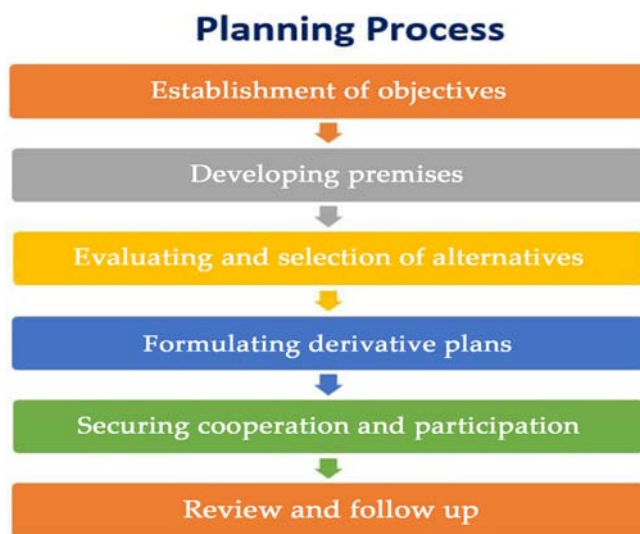 Planning Process
Establishment of objectives
Developing premises
Evaluating and selection of alternatives
Formulating derivative plans
Securing cooperation and participation
Review and follow up